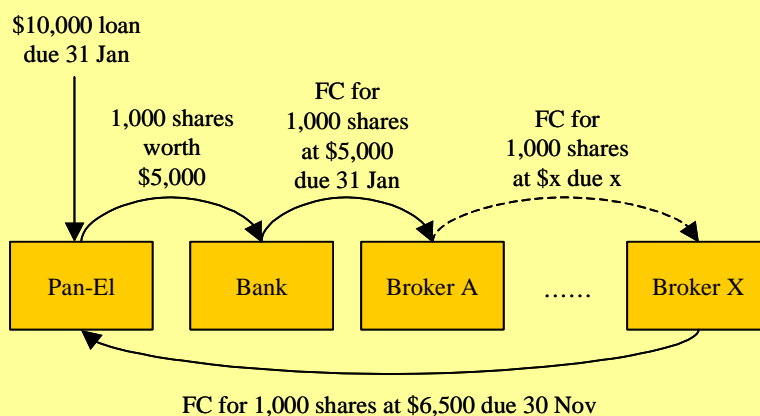 $10,000 loan
due 31 Jan
1,000 shares
worth
$5,000
FC for
1,000 shares
at $5,000
due 31 Jan
FC for
1,000 shares
at $x due x
Pan-El
Bank
Broker A
......
Broker X
FC for 1,000 shares at $6,500 due 30 Nov